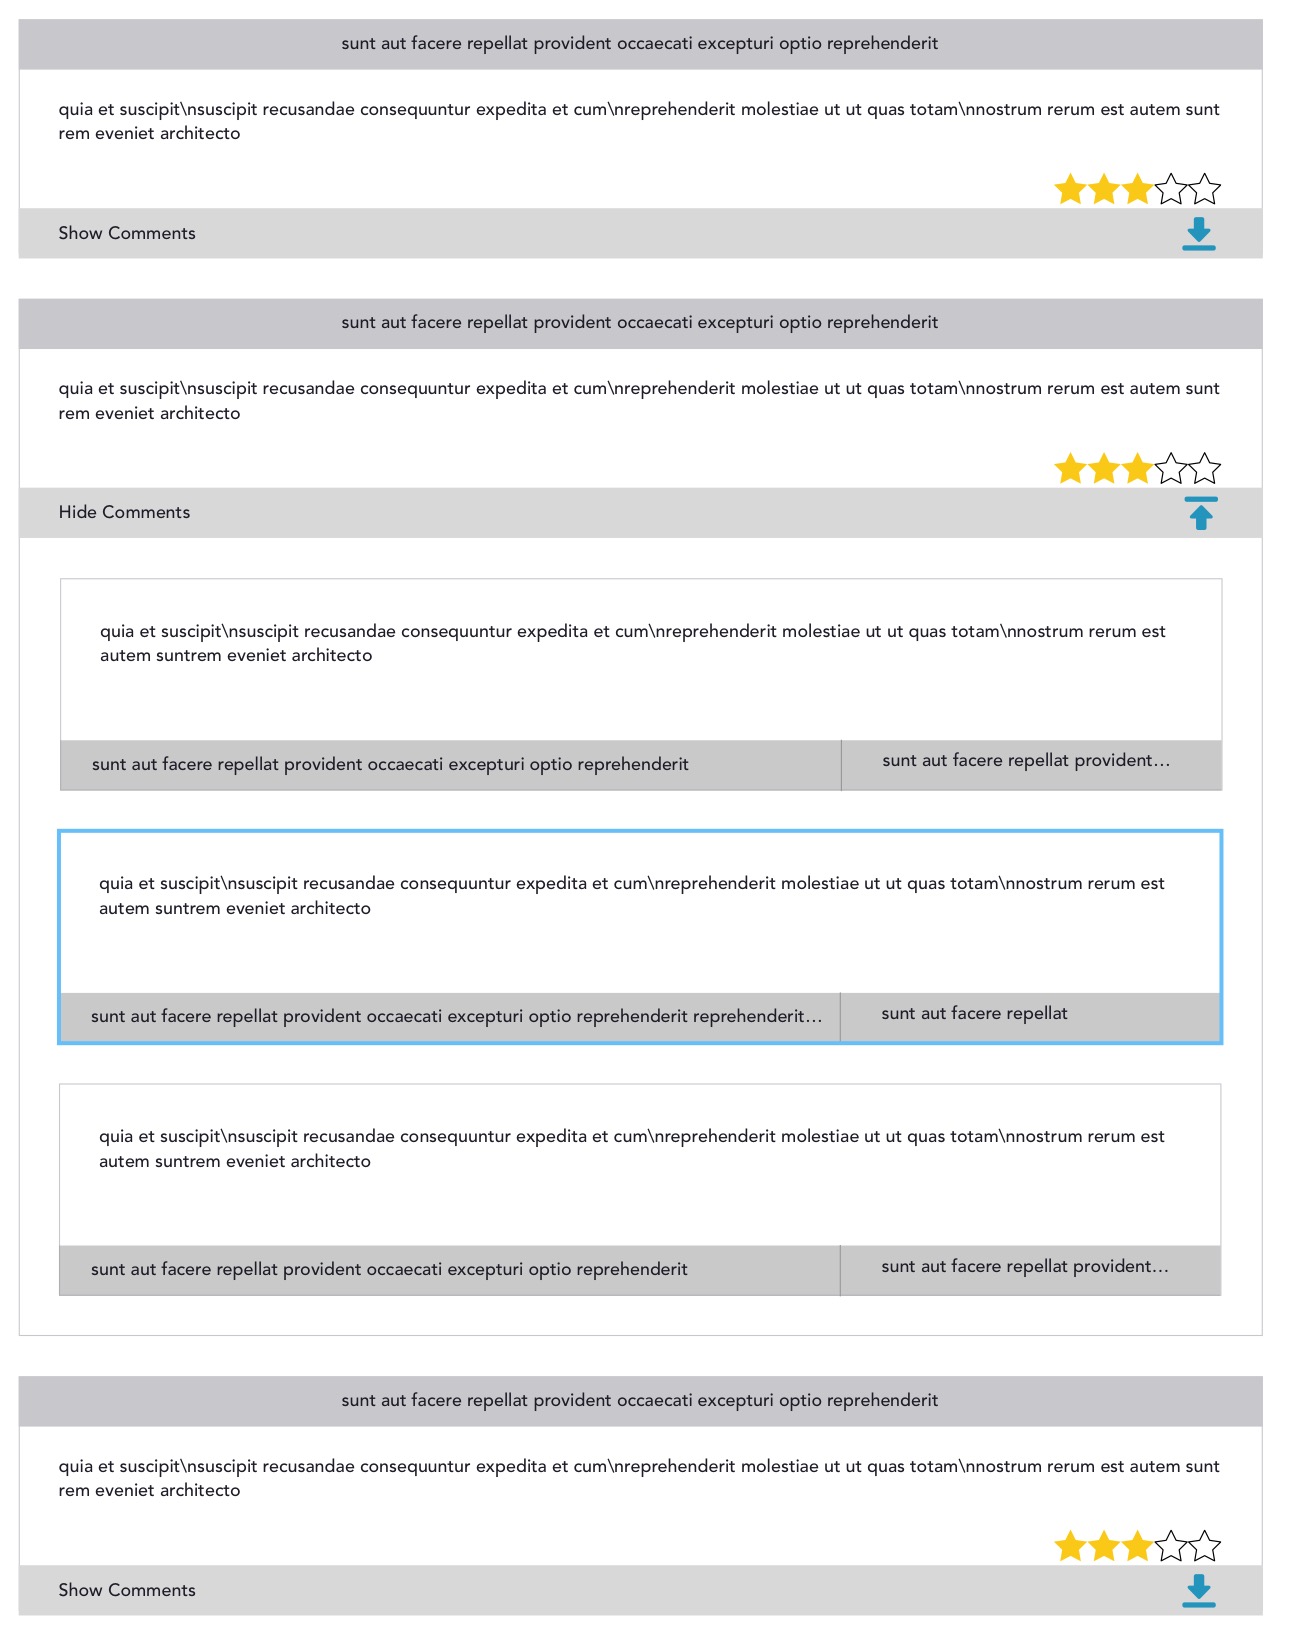 sunt aut facere repellat provident occaecati excepturi optio reprehenderit
quia et suscipit\nsuscipit recusandae consequuntur expedita et cum\nreprehenderit molestiae ut ut quas totam\nnostrum rerum est autem sunt
rem eveniet architecto
Show Comments
sunt aut facere repellat provident occaecati excepturi optio reprehenderit
quia et suscipit\nsuscipit recusandae consequuntur expedita et cum\nreprehenderit molestiae ut ut quas totam\nnostrum rerum est autem sunt
rem eveniet architecto
Hide Comments
quia et suscipit\nsuscipit recusandae consequuntur expedita et cum\nreprehenderit molestiae ut ut quas totam\nnostrum rerum est
autem suntrem eveniet architecto
sunt aut facere repellat provident occaecati excepturi optio reprehenderit
sunt aut facere repellat provident…
quia et suscipit\nsuscipit recusandae consequuntur expedita et cum\nreprehenderit molestiae ut ut quas totam\nnostrum rerum est
autem suntrem eveniet architecto
sunt aut facere repellat provident occaecati excepturi optio reprehenderit reprehenderit…
sunt aut facere repellat
quia et suscipit\nsuscipit recusandae consequuntur expedita et cum\nreprehenderit molestiae ut ut quas totam\nnostrum rerum est
autem suntrem eveniet architecto
sunt aut facere repellat provident occaecati excepturi optio reprehenderit
sunt aut facere repellat provident…
sunt aut facere repellat provident occaecati excepturi optio reprehenderit
quia et suscipit\nsuscipit recusandae consequuntur expedita et cum\nreprehenderit molestiae ut ut quas totam\nnostrum rerum est autem sunt
rem eveniet architecto
Show Comments